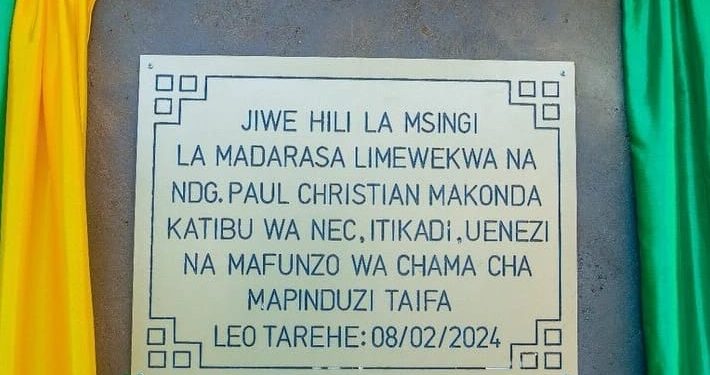 JIWE HILI LA MSINGI
LA MADARASA LIMEWEKWA NA
NDG. PAUL CHRISTIAN MAKONDA
KATIBU WA NEC, ITIKADI, UENEZI
NA MAFUNZO WA CHAMA CHA
MAPINDUZI TAIFA
LEO TAREHE: 08/02/2024